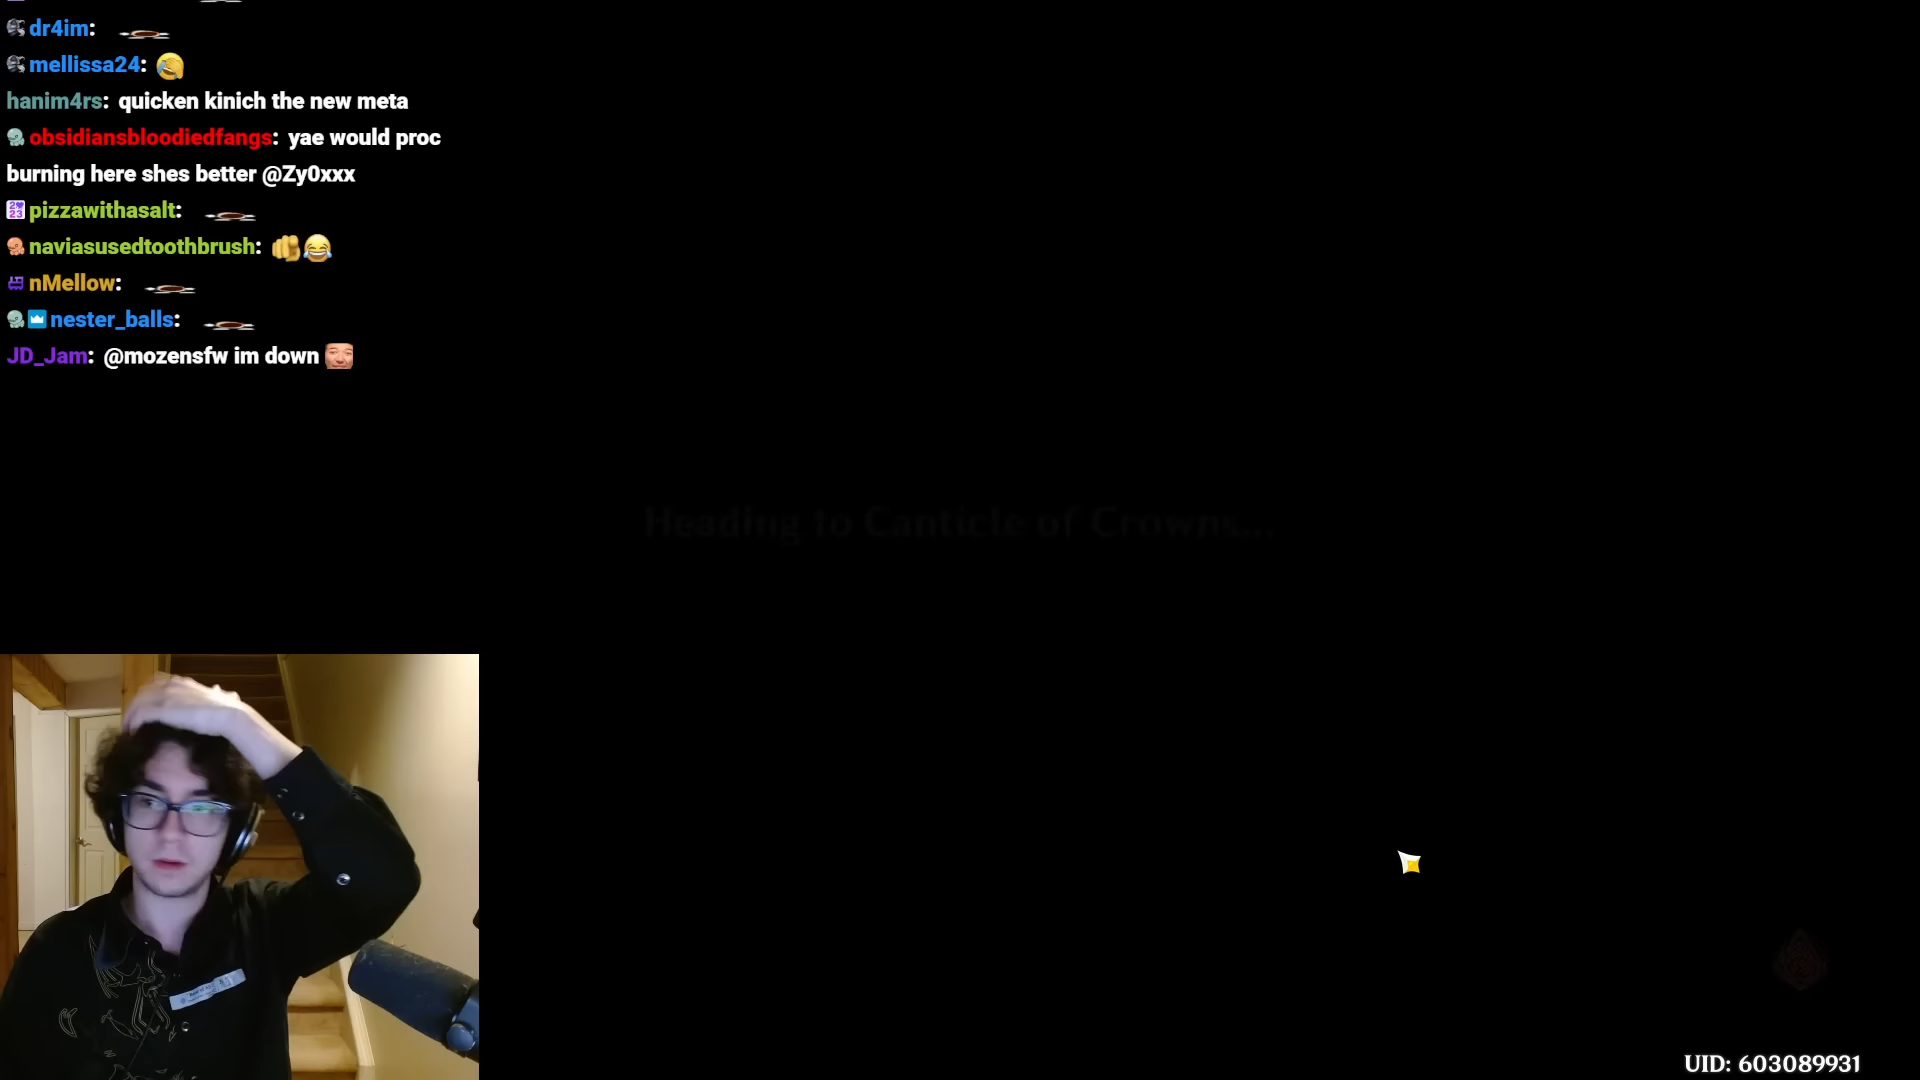 dr4im:
mellissa24: 😂
hanim4rs: quicken kinich the new meta
obsidiansbloodiedfangs: yae would proc
burning here shes better @Zy0xxx
pizzawithasalt:
naviasusedtoothbrush: 🫵😂
nMellow:
nester_balls:
JD_Jam: @mozensfw im down
Heading to Canticle of Crowns...
UID: 603089931